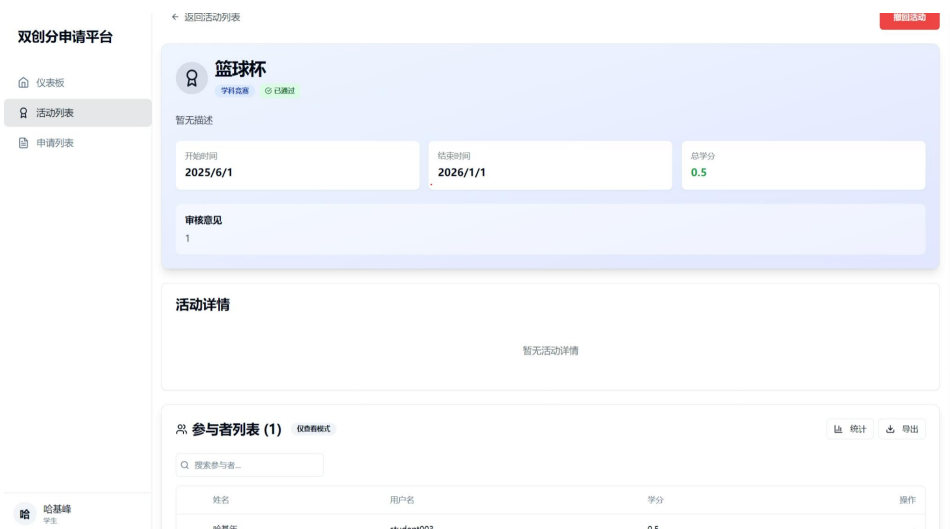 双创分申请平台
仪表板
活动列表
申请列表
哈基峰
哈
学生
← 返回活动列表
撤回活动
篮球杯
学科竞赛
已通过
暂无描述
开始时间
2025/6/1
结束时间
2026/1/1
总学分
0.5
审核意见
1
活动详情
暂无活动详情
参与者列表 (1)
仅查看模式
统计
导出
搜索参与者...
姓名
用户名
学分
操作
student003
0.5